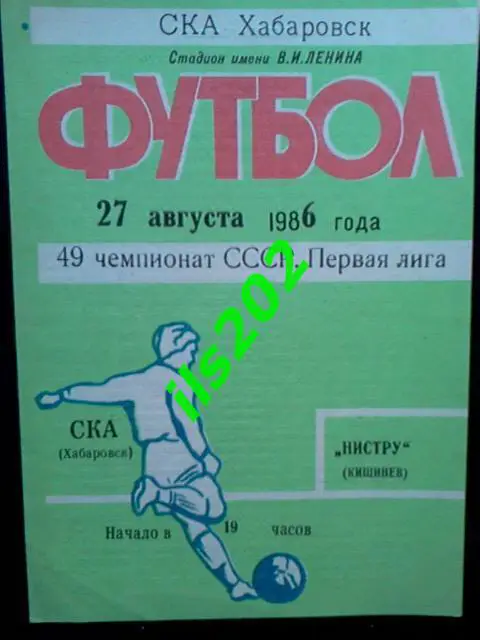 СКА Хабаровск
Стадион имени В.И.ЛЕНИНА
ФУТБОЛ
27 августа 1986 года
49 чемпионат СССР. Первая лига
ils202
СКА
(Хабаровск)
„НИСТРУ"
(КИШИНЕВ)
Начало в 19 часов